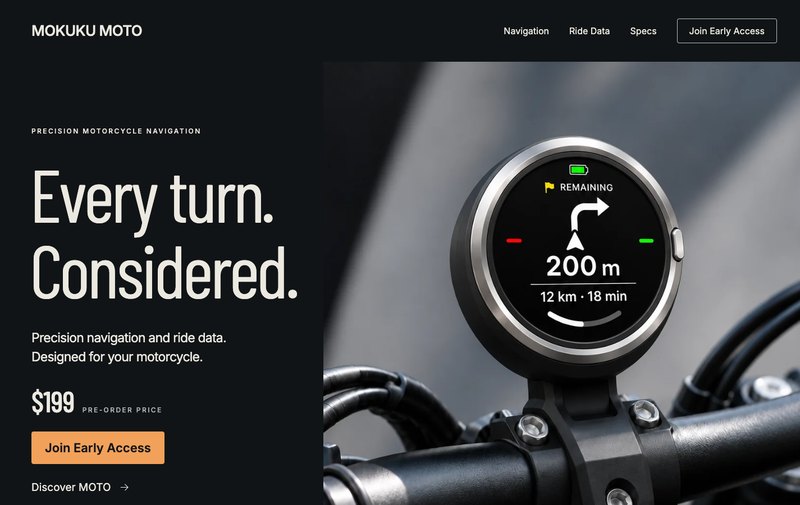 MOKUKU MOTO
Navigation
Ride Data
Specs
Join Early Access
PRECISION MOTORCYCLE NAVIGATION
Every turn.
Considered.
Precision navigation and ride data.
Designed for your motorcycle.
$199 PRE-ORDER PRICE
Join Early Access
Discover MOTO →
REMAINING
200 m
12 km · 18 min